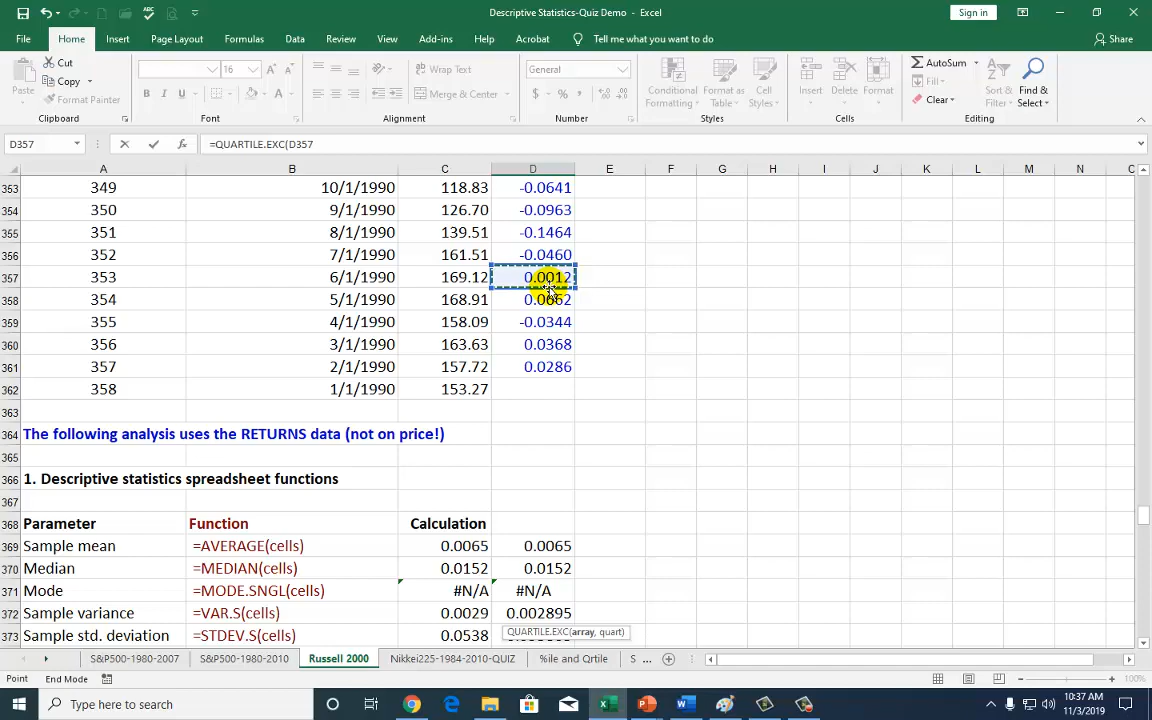 Descriptive Statistics-Quiz Demo - Excel
Sign in
File Home Insert Page Layout Formulas Data Review View Add-ins Help Acrobat Tell me what you want to do Share
Paste Cut Copy Format Painter Clipboard
16 B I U Font
Wrap Text Merge & Center Alignment
General $ % , Number
Conditional Formatting Format as Table Cell Styles Styles
Insert Delete Format Cells
AutoSum Fill Clear Sort & Filter Find & Select Editing
D357 fx =QUARTILE.EXC(D357
A B C D E F G H I J K L M N
353 349 10/1/1990 118.83 -0.0641
354 350 9/1/1990 126.70 -0.0963
355 351 8/1/1990 139.51 -0.1464
356 352 7/1/1990 161.51 -0.0460
357 353 6/1/1990 169.12 0.0012
358 354 5/1/1990 168.91 0.0662
359 355 4/1/1990 158.09 -0.0344
360 356 3/1/1990 163.63 0.0368
361 357 2/1/1990 157.72 0.0286
362 358 1/1/1990 153.27
363
364 The following analysis uses the RETURNS data (not on price!)
365
366 1. Descriptive statistics spreadsheet functions
367
368 Parameter Function Calculation
369 Sample mean =AVERAGE(cells) 0.0065 0.0065
370 Median =MEDIAN(cells) 0.0152 0.0152
371 Mode =MODE.SNGL(cells) #N/A #N/A
372 Sample variance =VAR.S(cells) 0.0029 0.002895
373 Sample std. deviation =STDEV.S(cells) 0.0538
QUARTILE.EXC(array, quart)
S&P500-1980-2007 S&P500-1980-2010 Russell 2000 Nikkei225-1984-2010-QUIZ %ile and Qrtile S ...
Point End Mode 100%
Type here to search
10:37 AM
11/3/2019